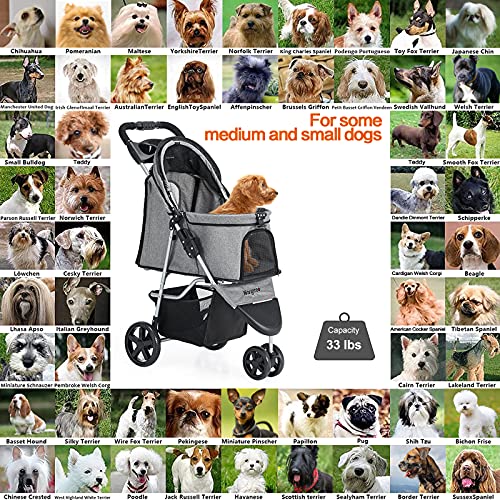 Chihuahua Pomeranian Maltese YorkshireTerrier Norfolk Terrier King Charles Spaniel Podengo Portugueso Toy Fox Terrier Japanese Chin
Manchester United Dog Irish Glenoflmaal Terrier AustralianTerrier EnglishToySpaniel Affenpinscher Brussels Griffon Petit Basset Griffon Vendeen Swedish Vallhund Welsh Terrier
For some
medium and small dogs
Small Bulldog Teddy Teddy Smooth Fox Terrier
Parson Russell Terrier Norwich Terrier Dandie Dinmont Terrier Schipperke
Löwchen Cesky Terrier Cardigan Welsh Corgi Beagle
Wagtee
Lhasa Apso Italian Greyhound American Cocker Spaniel Tibetan Spaniel
Capacity
33 lbs
Miniature Schnauzer Pembroke Welsh Corgi Cairn Terrier Lakeland Terrier
Basset Hound Silky Terrier Wire Fox Terrier Pekingese Miniature Pinscher Papillon Pug Shih Tzu Bichon Frise
Chinese Crested West Highland White Terrier Poodle Jack Russell Terrier Havanese Scottish Terrier Sealyham Terrier Border Terrier SussexSpaniel